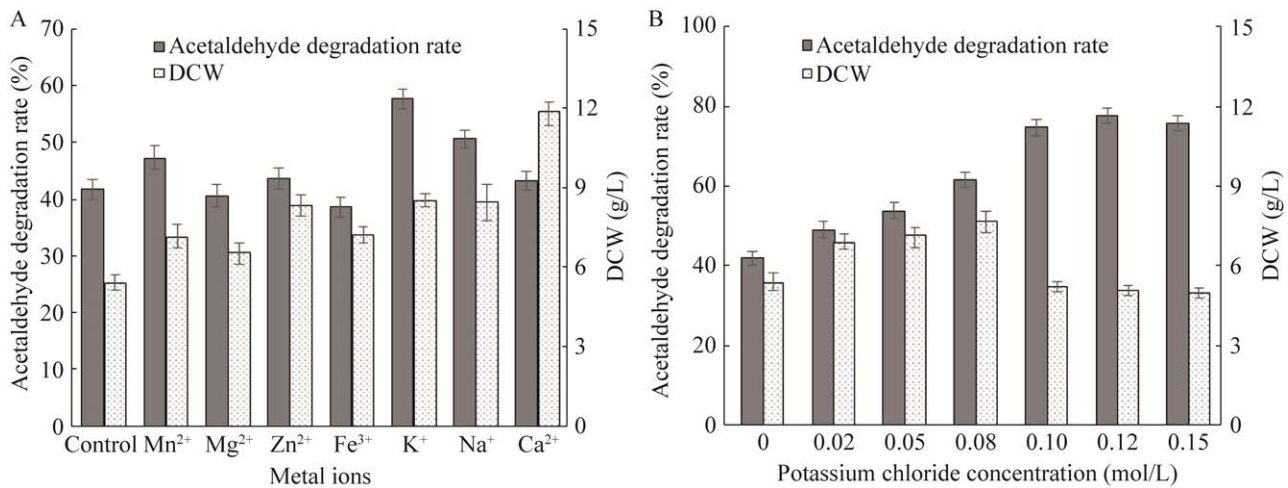 A
Acetaldehyde degradation rate (%)
70
60
50
40
30
20
10
0
Acetaldehyde degradation rate
DCW
15
12
9
6
3
0
DCW (g/L)
Control Mn²⁺ Mg²⁺ Zn²⁺ Fe³⁺ K⁺ Na⁺ Ca²⁺
Metal ions
B
Acetaldehyde degradation rate (%)
100
80
60
40
20
0
Acetaldehyde degradation rate
DCW
15
12
9
6
3
0
DCW (g/L)
0 0.02 0.05 0.08 0.10 0.12 0.15
Potassium chloride concentration (mol/L)